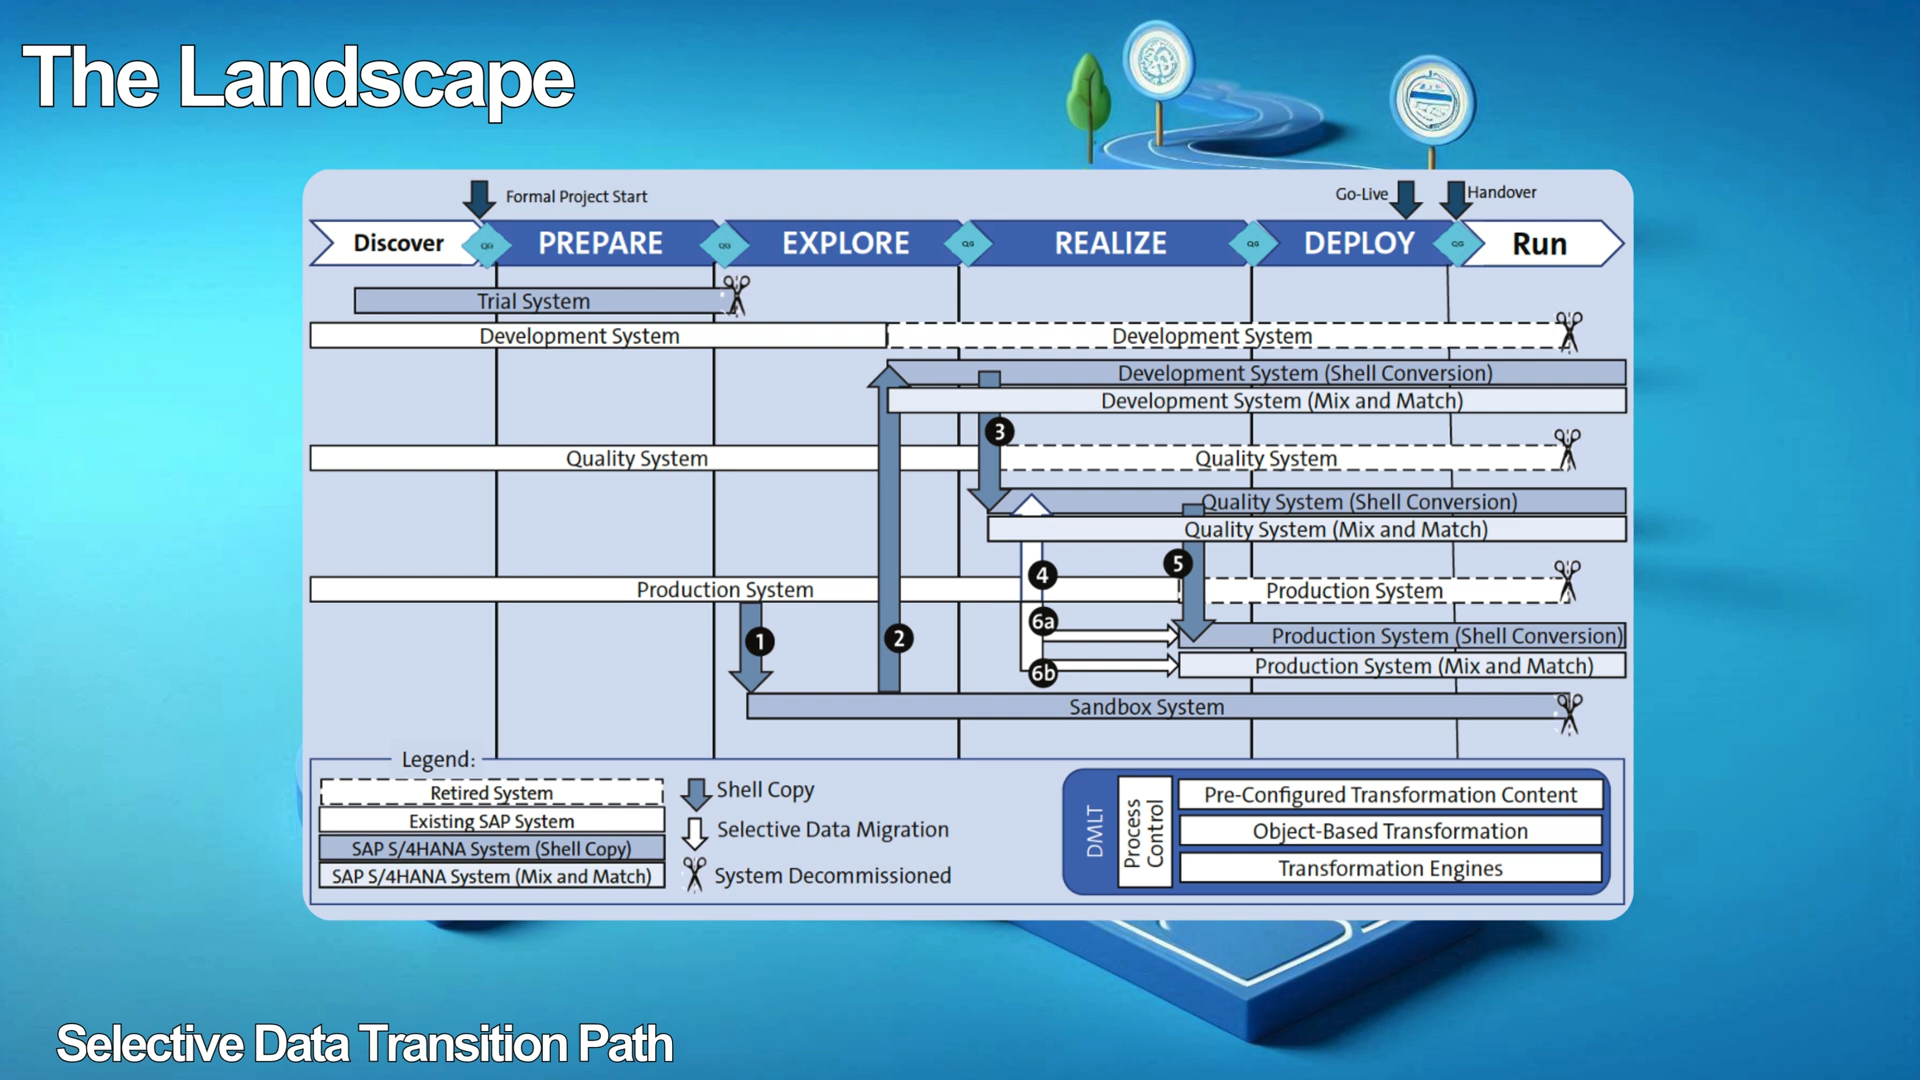 The Landscape
Formal Project Start
Go-Live
Handover
Discover
QG
PREPARE
QG
EXPLORE
QG
REALIZE
QG
DEPLOY
QG
Run
Trial System
Development System
Development System
Development System (Shell Conversion)
Development System (Mix and Match)
3
Quality System
Quality System
Quality System (Shell Conversion)
Quality System (Mix and Match)
5
4
Production System
Production System
6a
1
2
Production System (Shell Conversion)
Production System (Mix and Match)
6b
Sandbox System
Legend:
Retired System
Existing SAP System
SAP S/4HANA System (Shell Copy)
SAP S/4HANA System (Mix and Match)
Shell Copy
Selective Data Migration
System Decommissioned
DMLT
Process
Control
Pre-Configured Transformation Content
Object-Based Transformation
Transformation Engines
Selective Data Transition Path